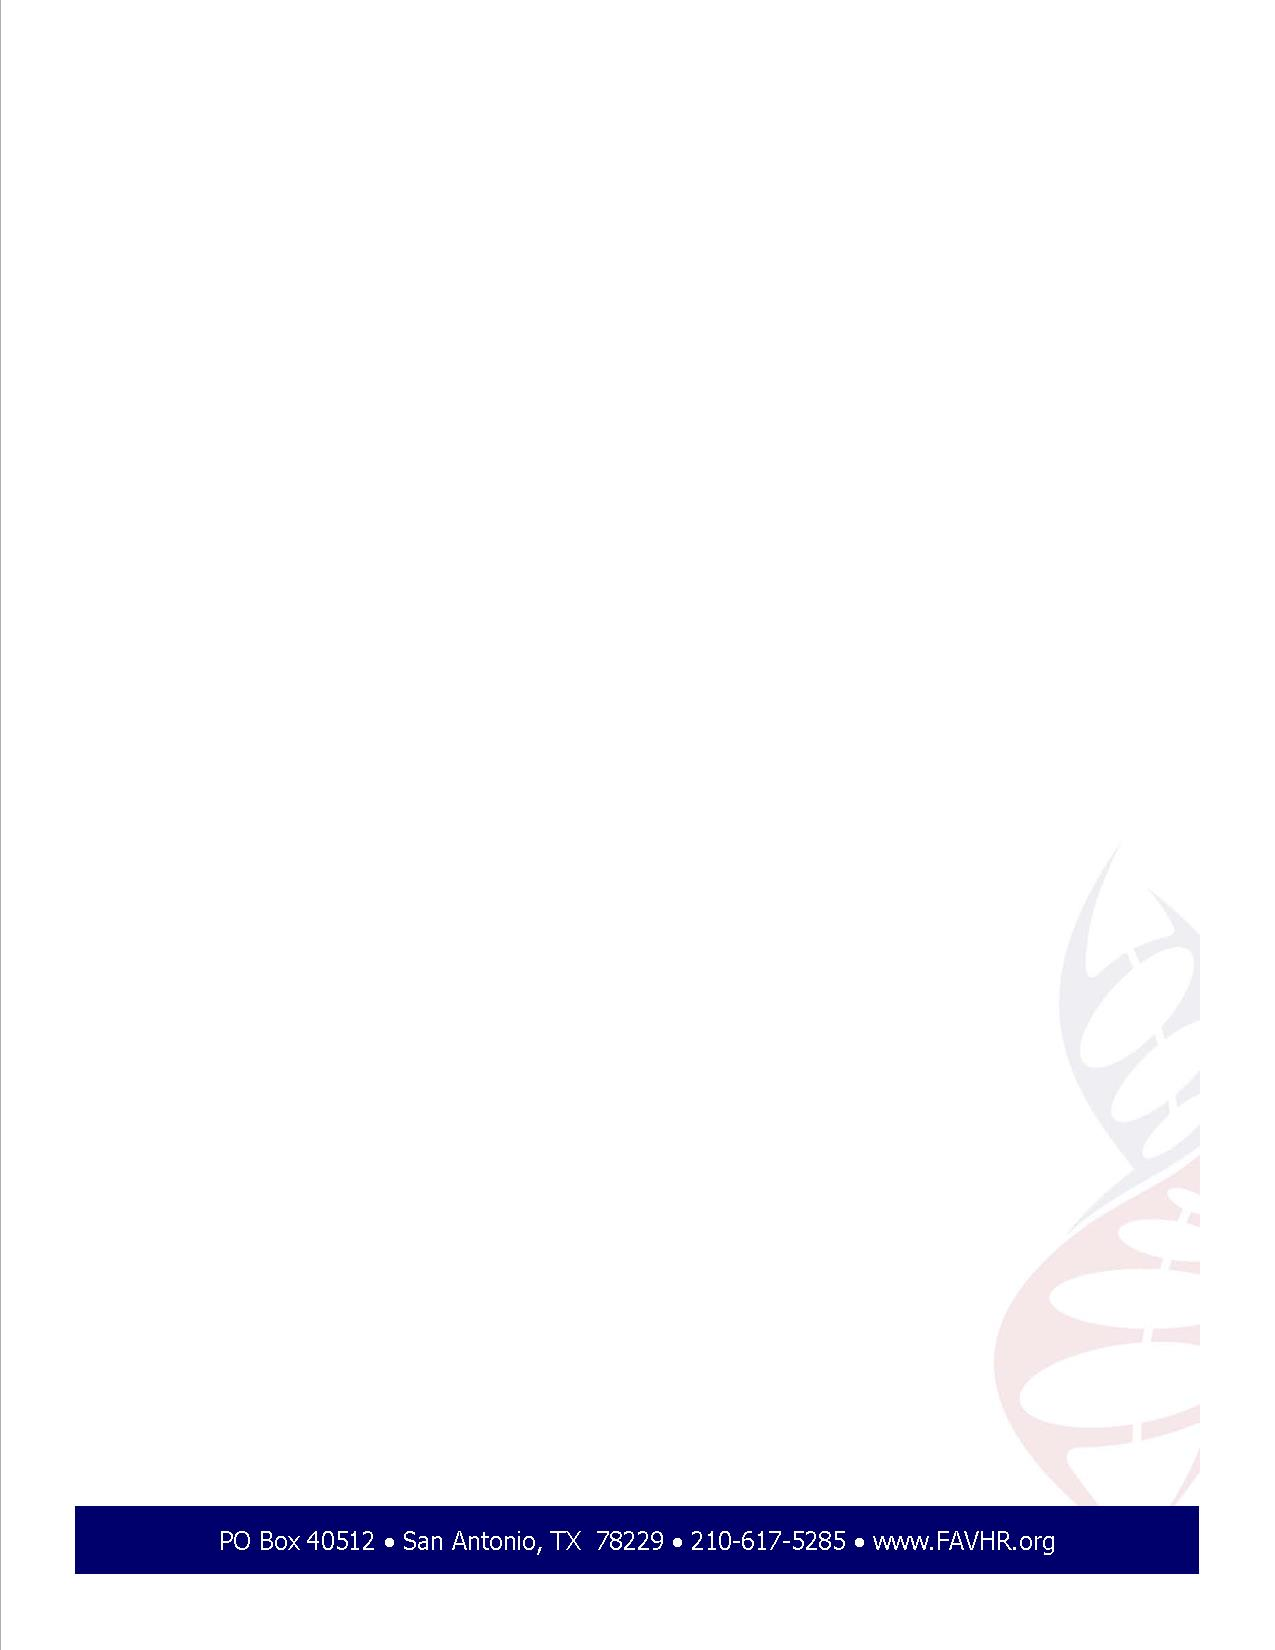 PO Box 40512 • San Antonio, TX  78229 • 210-617-5285 • www.FAVHR.org